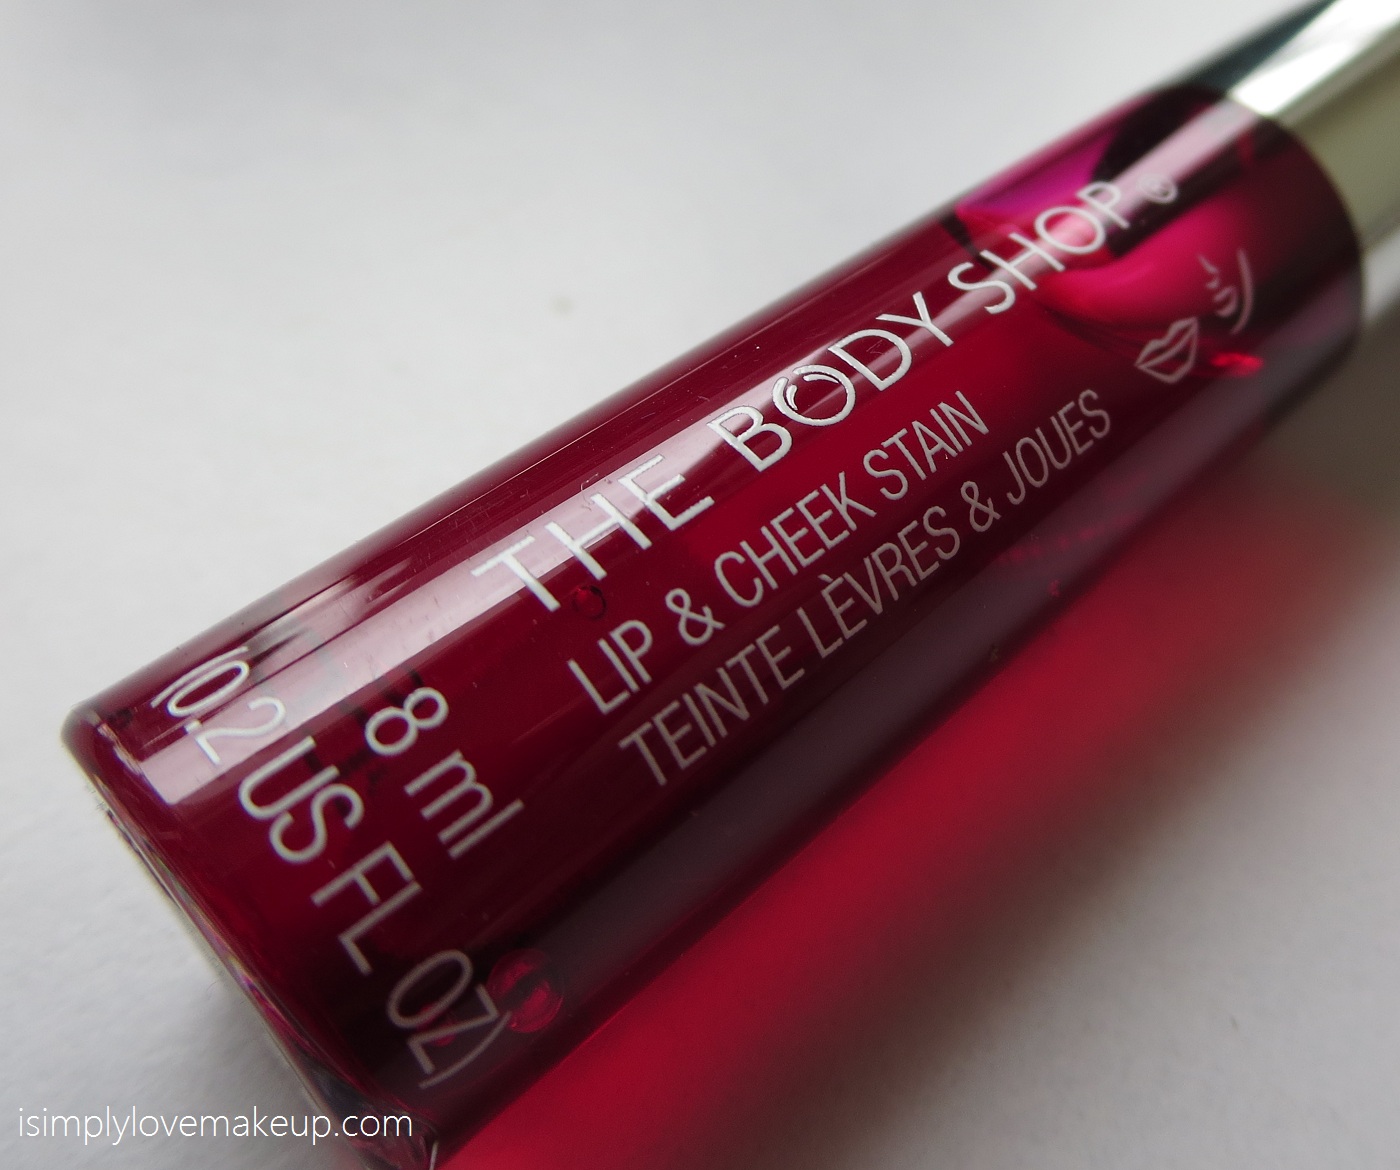 THE BODY SHOP®
LIP & CHEEK STAIN
TEINTE LÈVRES & JOUES
8 ml
(0.2 US FL OZ)
isimplylovemakeup.com